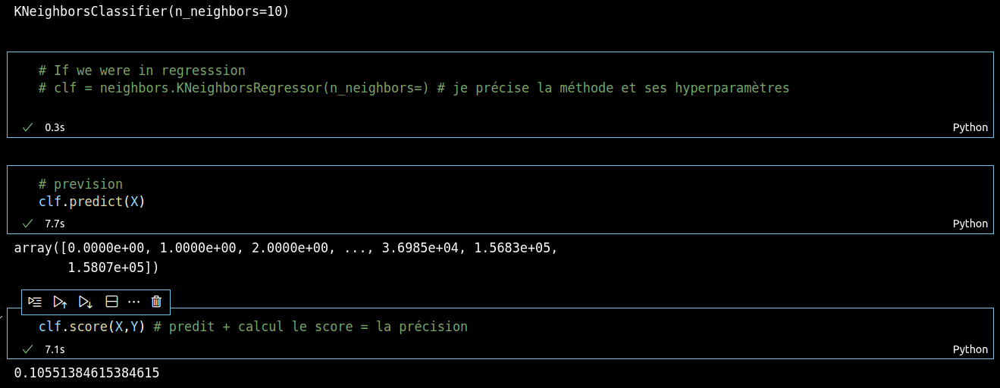 KNeighborsClassifier(n_neighbors=10)
# If we were in regresssion
# clf = neighbors.KNeighborsRegressor(n_neighbors=) # je précise la méthode et ses hyperparamètres
0.3s
Python
# prevision
clf.predict(X)
7.7s
Python
array([0.0000e+00, 1.0000e+00, 2.0000e+00, ..., 3.6985e+04, 1.5683e+05,
1.5807e+05])
clf.score(X,Y) # predit + calcul le score = la précision
7.1s
Python
0.10551384615384615